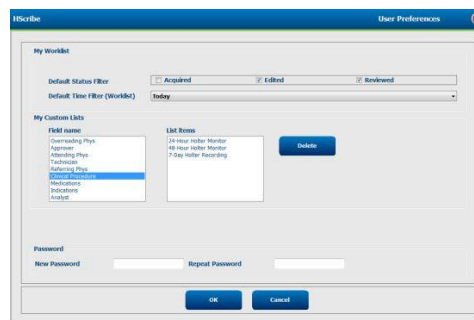 HScribe User Preferences
My Worklist
Default Status Filter Acquired Edited Reviewed
Default Time Filter (Worklist) Today
My Custom Lists
Field name List items
Overreading Phys 24-Hour Holter Monitor
Approver 48-Hour Holter Monitor
Attending Phys 7-Day Holter Recording
Technician Delete
Referring Phys
Clinical Procedure
Medications
Indications
Analyst
Password
New Password Repeat Password
OK Cancel